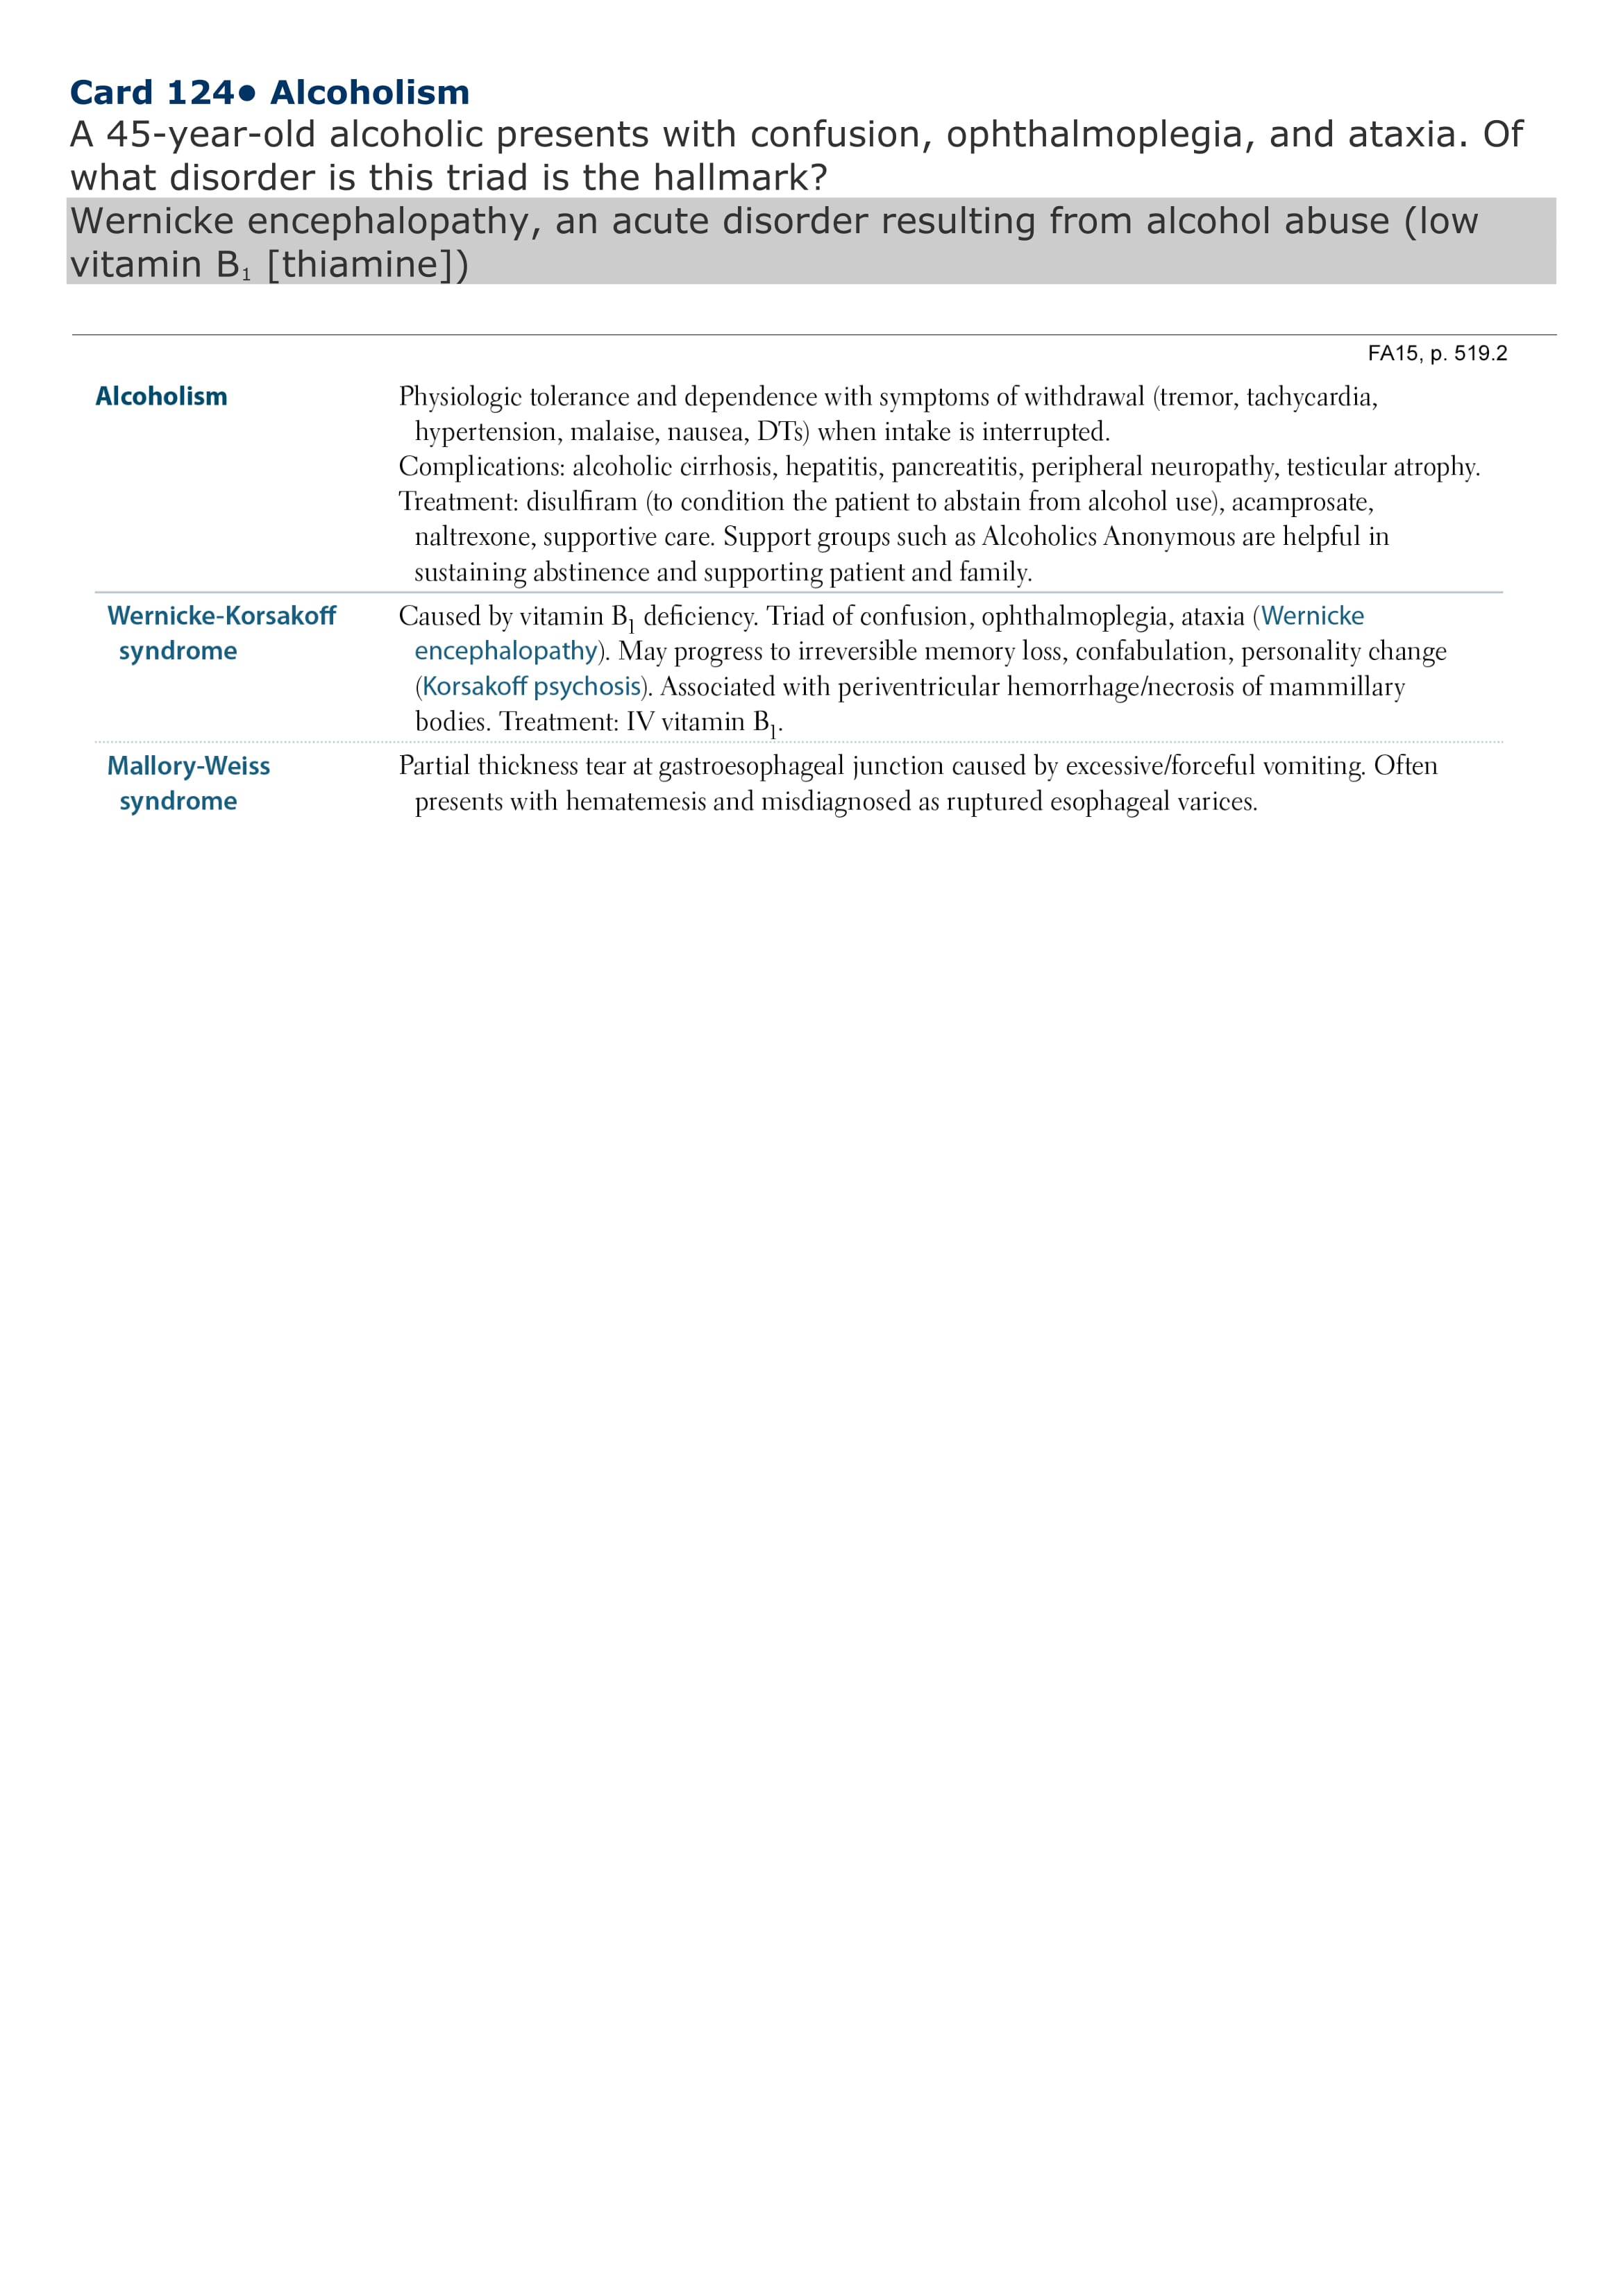 Card 124• Alcoholism
A 45-year-old alcoholic presents with confusion, ophthalmoplegia, and ataxia. Of
what disorder is this triad is the hallmark?
Wernicke encephalopathy, an acute disorder resulting from alcohol abuse (low
vitamin B₁ [thiamine])
FA15, p. 519.2
Alcoholism
Physiologic tolerance and dependence with symptoms of withdrawal (tremor, tachycardia,
hypertension, malaise, nausea, DTs) when intake is interrupted.
Complications: alcoholic cirrhosis, hepatitis, pancreatitis, peripheral neuropathy, testicular atrophy.
Treatment: disulfiram (to condition the patient to abstain from alcohol use), acamprosate,
naltrexone, supportive care. Support groups such as Alcoholics Anonymous are helpful in
sustaining abstinence and supporting patient and family.
Wernicke-Korsakoff
syndrome
Caused by vitamin B₁ deficiency. Triad of confusion, ophthalmoplegia, ataxia (Wernicke
encephalopathy). May progress to irreversible memory loss, confabulation, personality change
(Korsakoff psychosis). Associated with periventricular hemorrhage/necrosis of mammillary
bodies. Treatment: IV vitamin B₁.
Mallory-Weiss
syndrome
Partial thickness tear at gastroesophageal junction caused by excessive/forceful vomiting. Often
presents with hematemesis and misdiagnosed as ruptured esophageal varices.